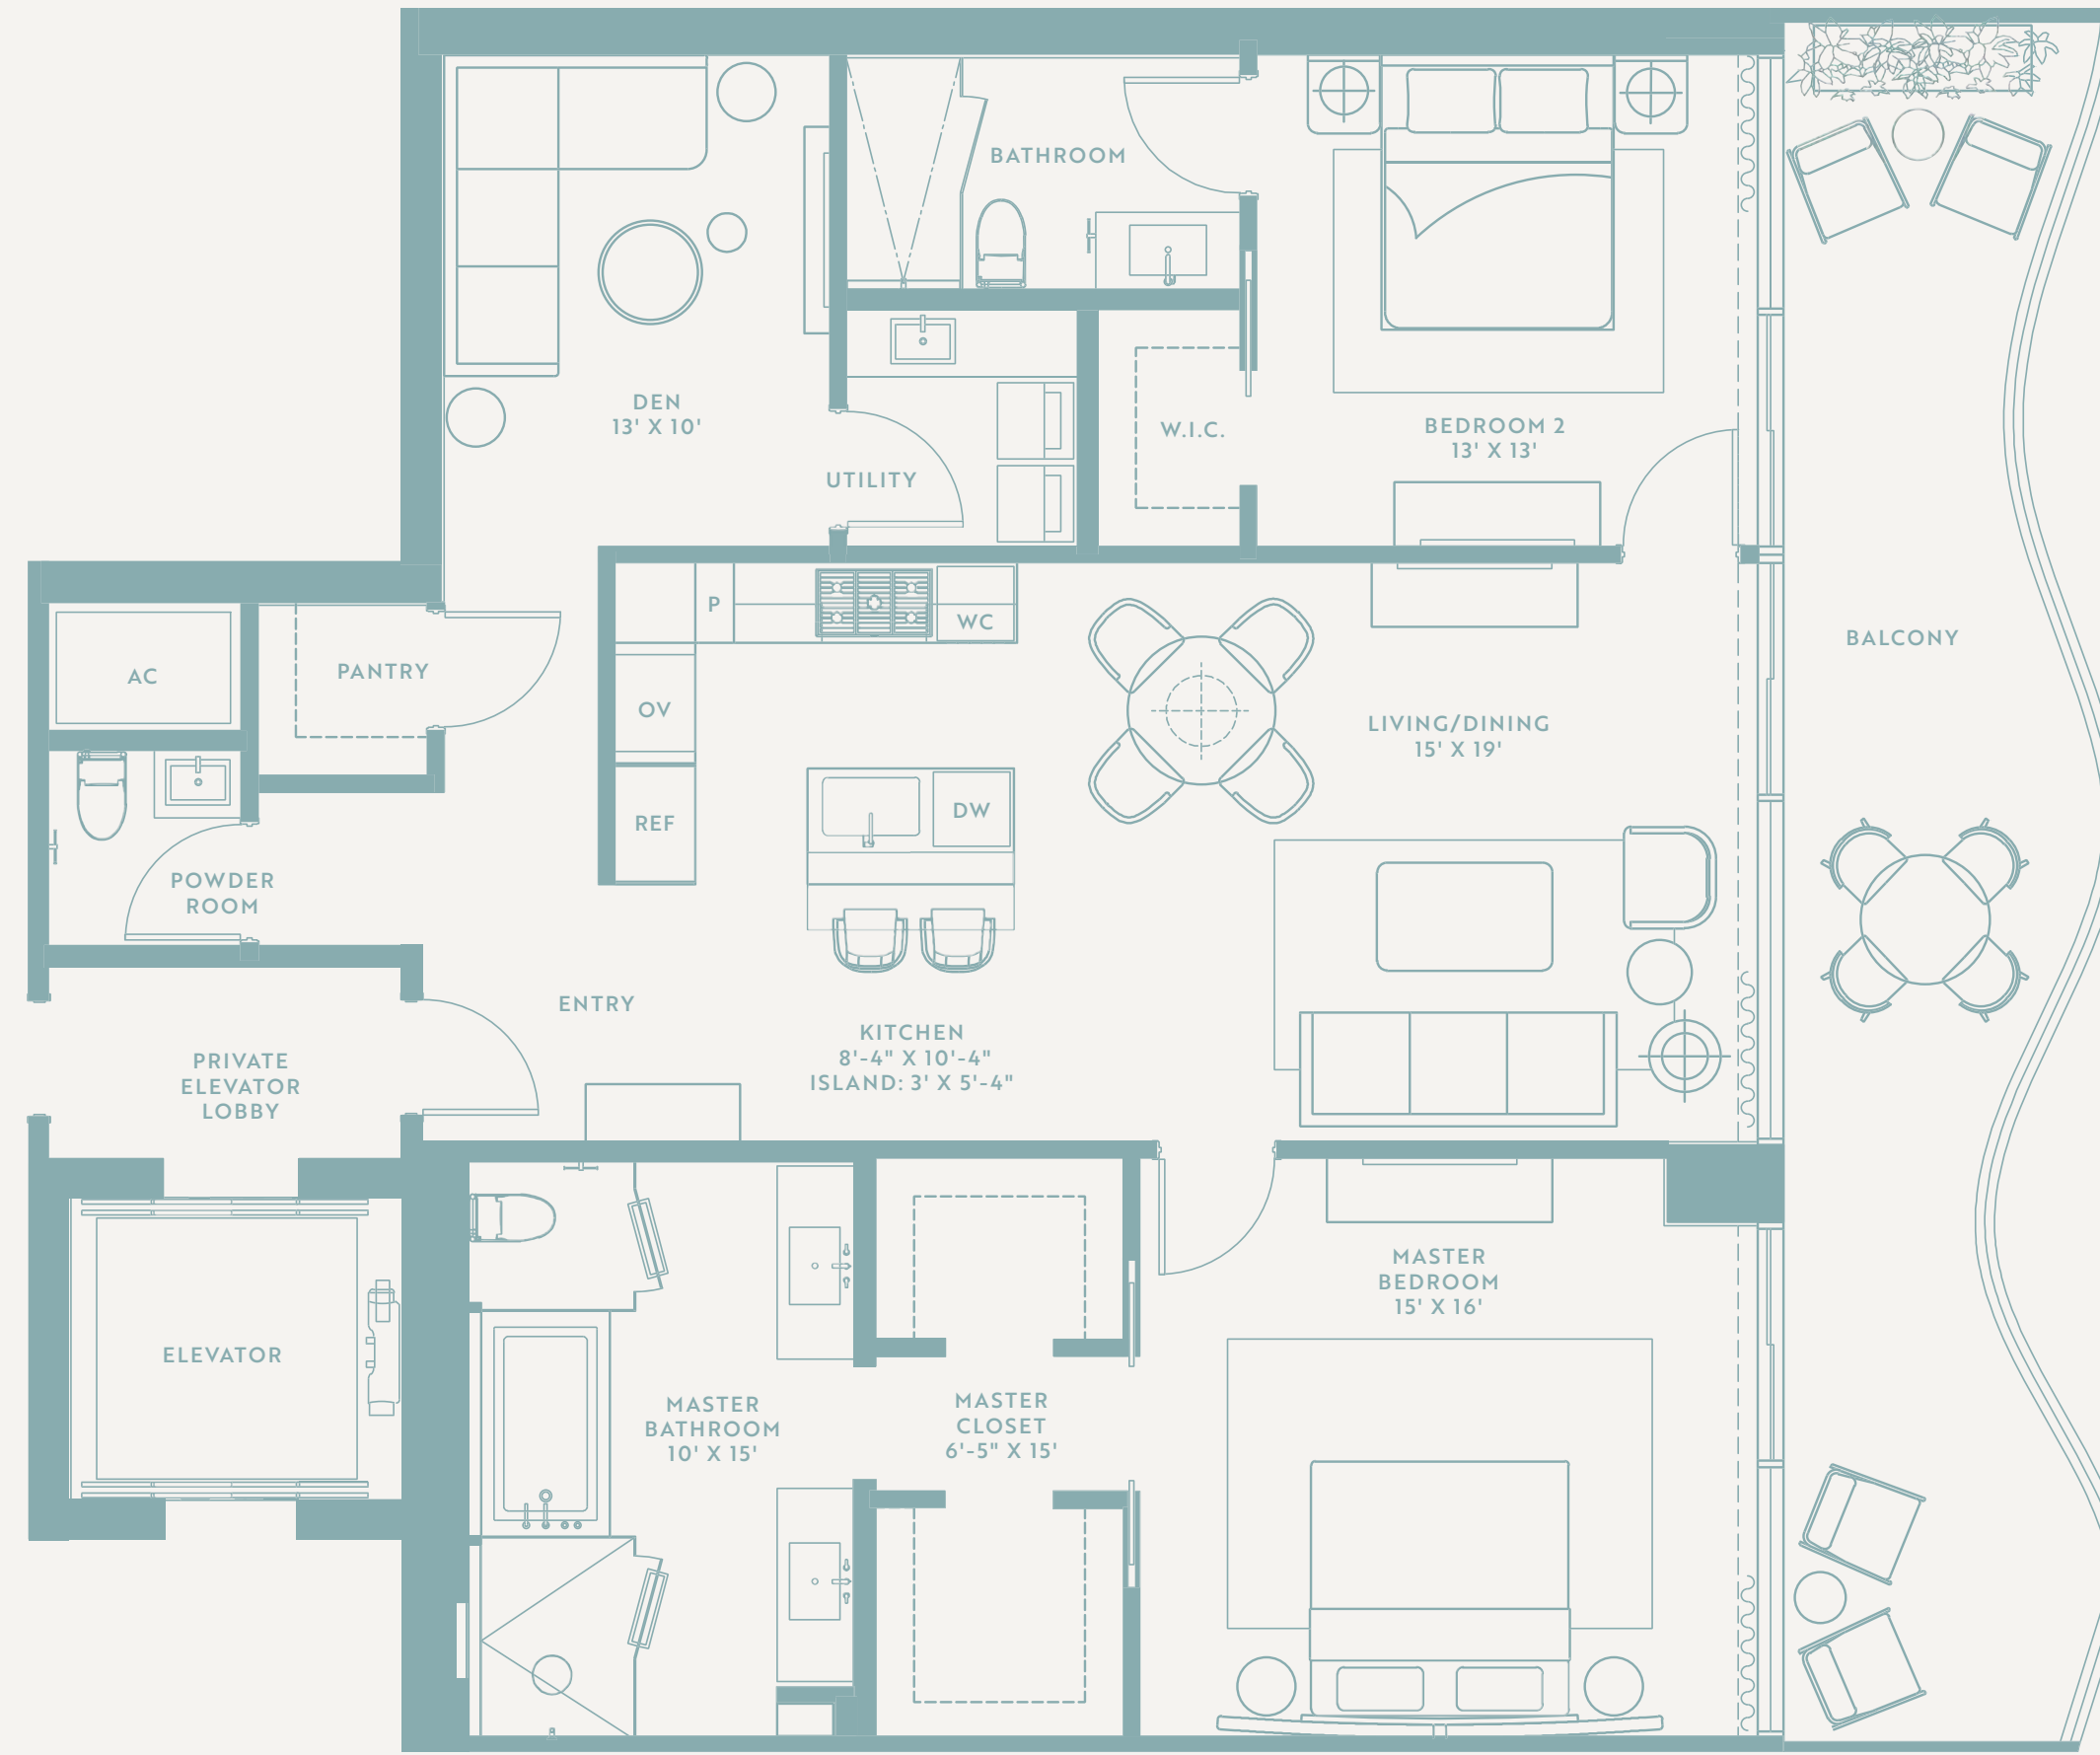 BATHROOM
DEN
13' X 10'
UTILITY
W.I.C.
BEDROOM 2
13' X 13'
P
WC
AC
PANTRY
OV
REF
DW
LIVING/DINING
15' X 19'
BALCONY
POWDER
ROOM
ENTRY
KITCHEN
8'-4" X 10'-4"
ISLAND: 3' X 5'-4"
PRIVATE
ELEVATOR
LOBBY
ELEVATOR
MASTER
BATHROOM
10' X 15'
MASTER
CLOSET
6'-5" X 15'
MASTER
BEDROOM
15' X 16'